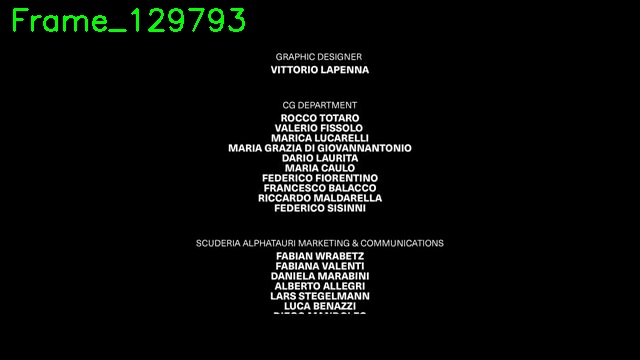 Frame_129793
GRAPHIC DESIGNER
VITTORIO LAPENNA
CG DEPARTMENT
ROCCO TOTARO
VALERIO FISSOLO
MARICA LUCARELLI
MARIA GRAZIA DI GIOVANNANTONIO
DARIO LAURITA
MARIA CAULO
FEDERICO FIORENTINO
FRANCESCO BALACCO
RICCARDO MALDARELLA
FEDERICO SISINNI
SCUDERIA ALPHATAURI MARKETING & COMMUNICATIONS
FABIAN WRABETZ
FABIANA VALENTI
DANIELA MARABINI
ALBERTO ALLEGRI
LARS STEGELMANN
LUCA BENAZZI